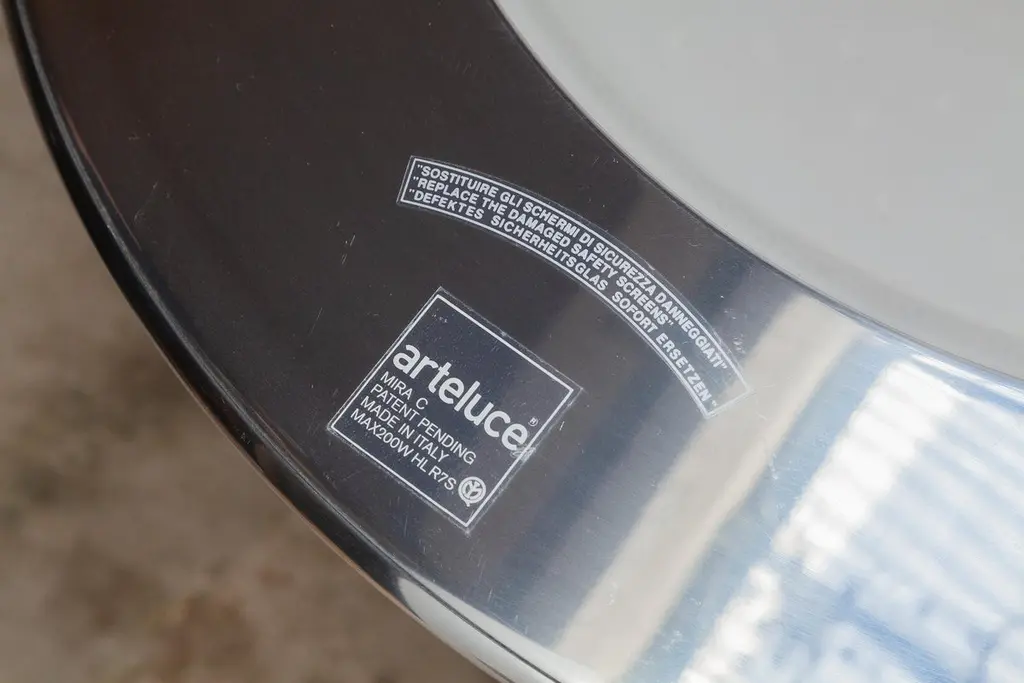 "SOSTITUIRE GLI SCHERMI DI SICUREZZA DANNEGGIATI"
"REPLACE THE DAMAGED SAFETY SCREENS"
"DEFEKTES SICHERHEITSGLAS SOFORT ERSETZEN"
arteluce®
MIRA C
PATENT PENDING
MADE IN ITALY
MAX200W HL R7S